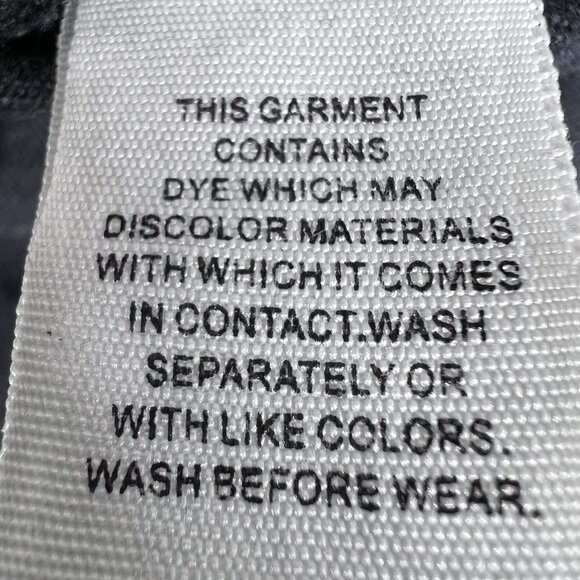 THIS GARMENT
CONTAINS
DYE WHICH MAY
DISCOLOR MATERIALS
WITH WHICH IT COMES
IN CONTACT.WASH
SEPARATELY OR
WITH LIKE COLORS.
WASH BEFORE WEAR.